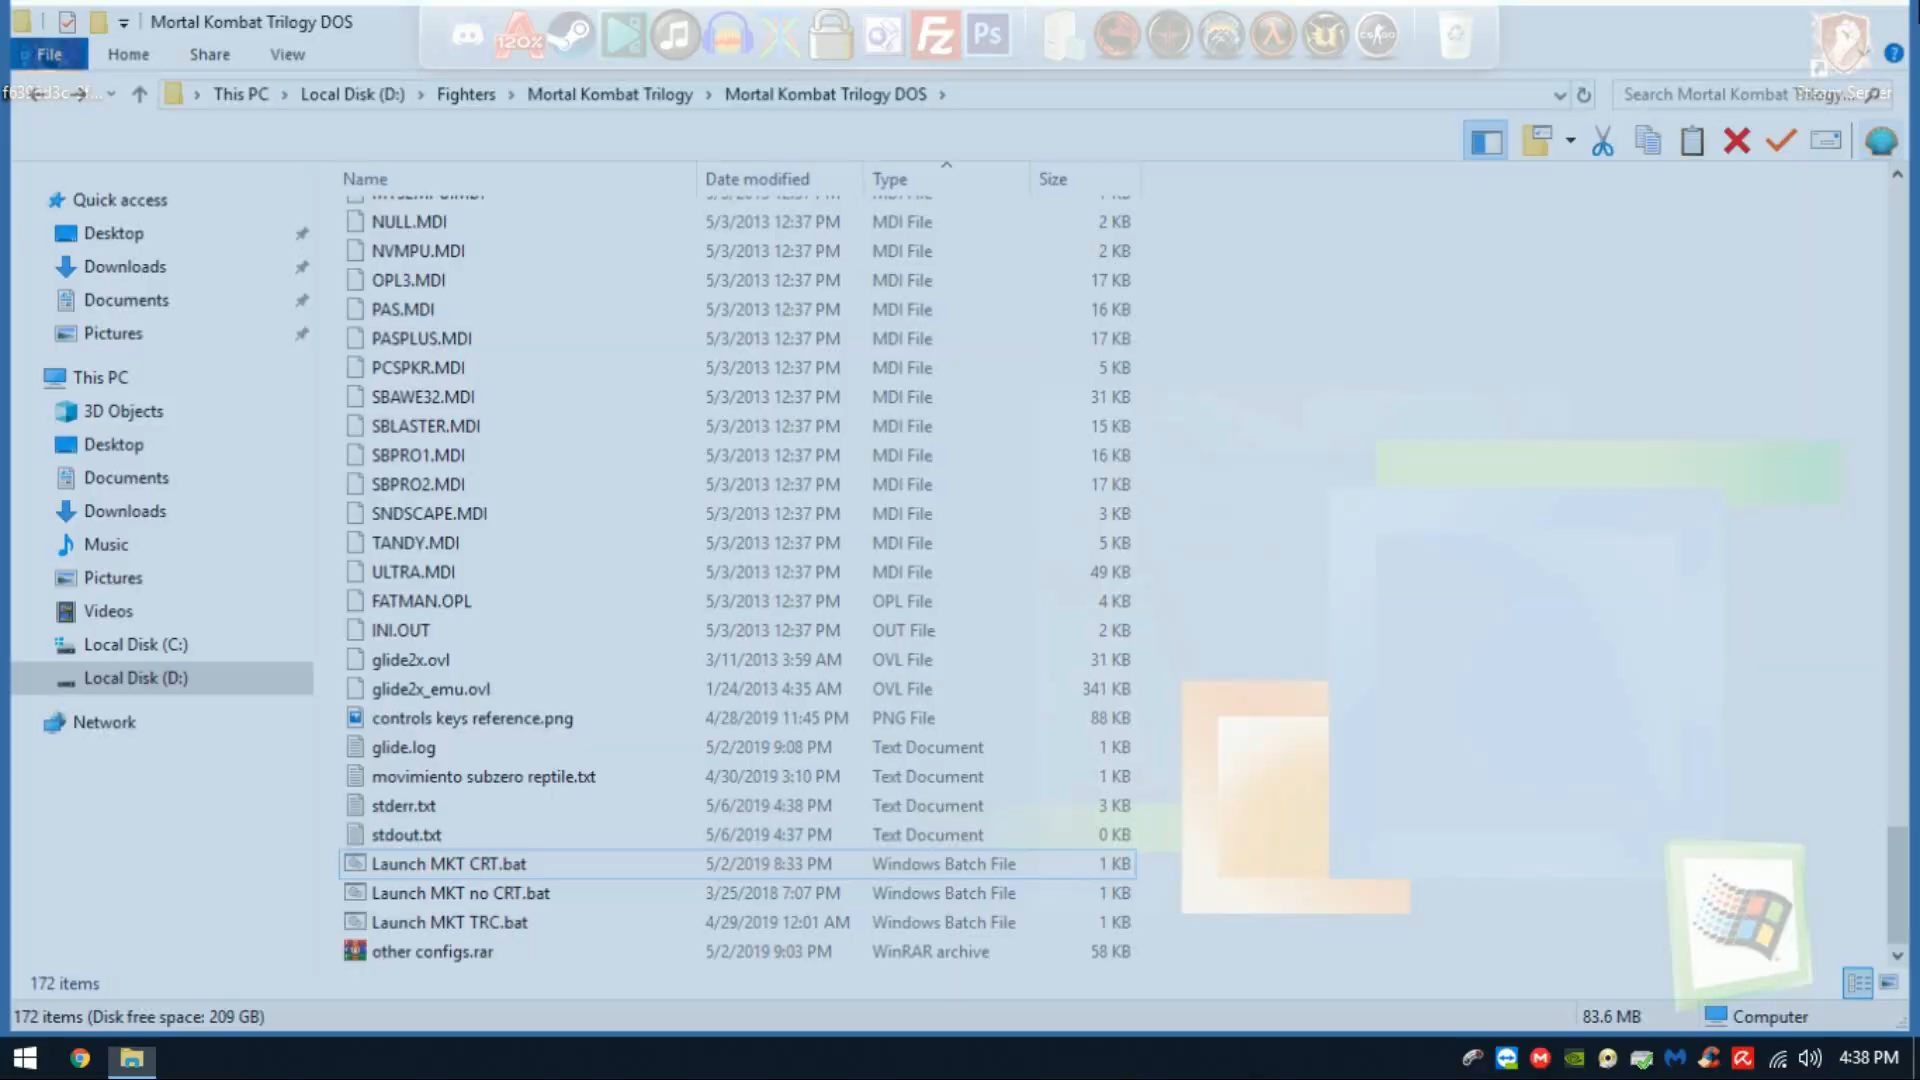 Mortal Kombat Trilogy DOS
120%
Fz
Ps
CS:GO
File Home Share View
This PC > Local Disk (D:) > Fighters > Mortal Kombat Trilogy > Mortal Kombat Trilogy DOS >
Search Mortal Kombat Trilogy...
Name Date modified Type Size
NULL.MDI 5/3/2013 12:37 PM MDI File 2 KB
NVMPU.MDI 5/3/2013 12:37 PM MDI File 2 KB
OPL3.MDI 5/3/2013 12:37 PM MDI File 17 KB
PAS.MDI 5/3/2013 12:37 PM MDI File 16 KB
PASPLUS.MDI 5/3/2013 12:37 PM MDI File 17 KB
PCSPKR.MDI 5/3/2013 12:37 PM MDI File 5 KB
SBAWE32.MDI 5/3/2013 12:37 PM MDI File 31 KB
SBLASTER.MDI 5/3/2013 12:37 PM MDI File 15 KB
SBPRO1.MDI 5/3/2013 12:37 PM MDI File 16 KB
SBPRO2.MDI 5/3/2013 12:37 PM MDI File 17 KB
SNDSCAPE.MDI 5/3/2013 12:37 PM MDI File 3 KB
TANDY.MDI 5/3/2013 12:37 PM MDI File 5 KB
ULTRA.MDI 5/3/2013 12:37 PM MDI File 49 KB
FATMAN.OPL 5/3/2013 12:37 PM OPL File 4 KB
INI.OUT 5/3/2013 12:37 PM OUT File 2 KB
glide2x.ovl 3/11/2013 3:59 AM OVL File 31 KB
glide2x_emu.ovl 1/24/2013 4:35 AM OVL File 341 KB
controls keys reference.png 4/28/2019 11:45 PM PNG File 88 KB
glide.log 5/2/2019 9:08 PM Text Document 1 KB
movimiento subzero reptile.txt 4/30/2019 3:10 PM Text Document 1 KB
stderr.txt 5/6/2019 4:38 PM Text Document 3 KB
stdout.txt 5/6/2019 4:37 PM Text Document 0 KB
Launch MKT CRT.bat 5/2/2019 8:33 PM Windows Batch File 1 KB
Launch MKT no CRT.bat 3/25/2018 7:07 PM Windows Batch File 1 KB
Launch MKT TRC.bat 4/29/2019 12:01 AM Windows Batch File 1 KB
other configs.rar 5/2/2019 9:03 PM WinRAR archive 58 KB
Quick access
Desktop
Downloads
Documents
Pictures
This PC
3D Objects
Desktop
Documents
Downloads
Music
Pictures
Videos
Local Disk (C:)
Local Disk (D:)
Network
172 items
172 items (Disk free space: 209 GB)
83.6 MB
Computer
4:38 PM